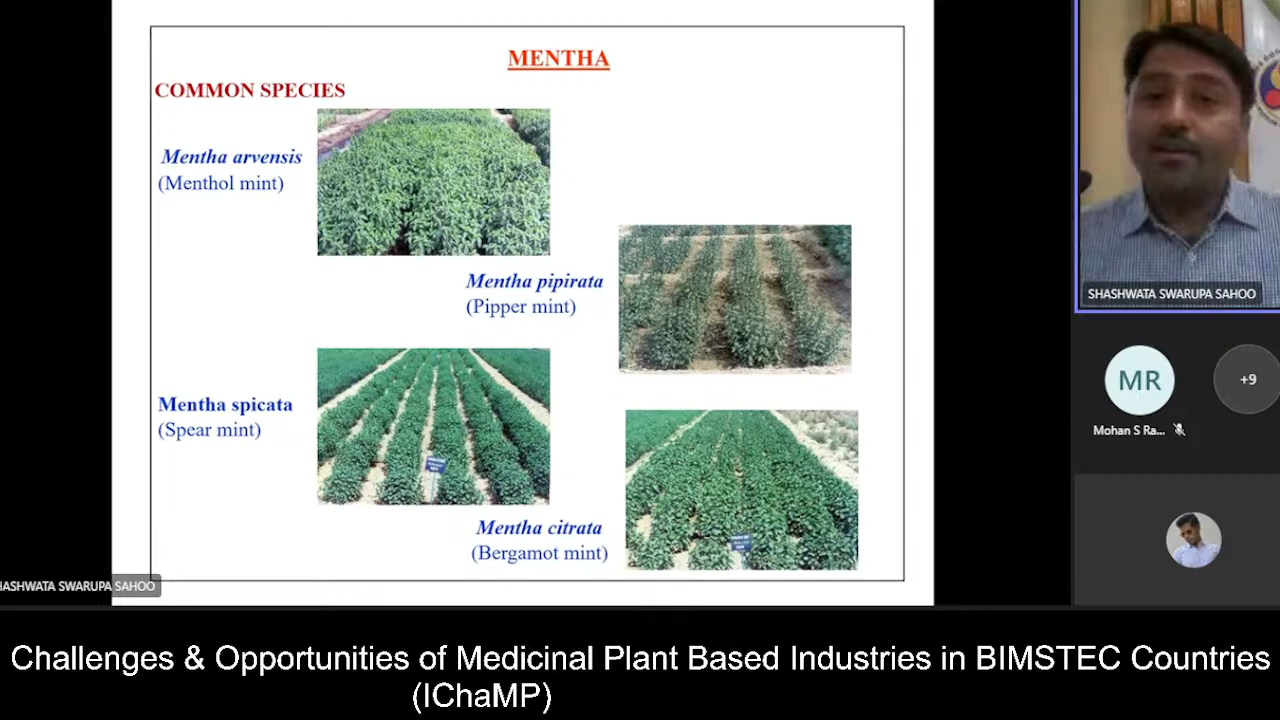 MENTHA
COMMON SPECIES
Mentha arvensis
(Menthol mint)
Mentha pipirata
(Pipper mint)
Mentha spicata
(Spear mint)
Mentha citrata
(Bergamot mint)
SHASHWATA SWARUPA SAHOO
MR
+9
Mohan S Ra...
HASHWATA SWARUPA SAHOO
Challenges & Opportunities of Medicinal Plant Based Industries in BIMSTEC Countries
(IChaMP)